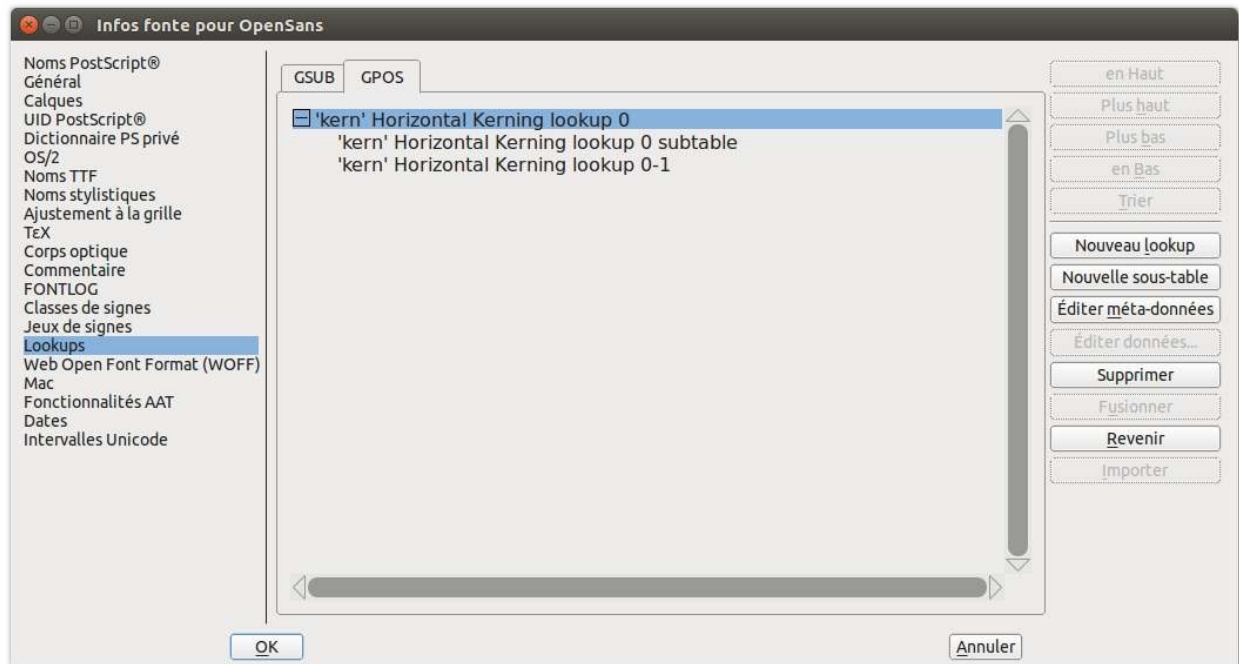 Infos fonte pour OpenSans
Noms PostScript®
Général
Calques
UID PostScript®
Dictionnaire PS privé
OS/2
Noms TTF
Noms stylistiques
Ajustement à la grille
TεX
Corps optique
Commentaire
FONTLOG
Classes de signes
Jeux de signes
Lookups
Web Open Font Format (WOFF)
Mac
Fonctionnalités AAT
Dates
Intervalles Unicode
GSUB GPOS
'kern' Horizontal Kerning lookup 0
'kern' Horizontal Kerning lookup 0 subtable
'kern' Horizontal Kerning lookup 0-1
en Haut
Plus haut
Plus bas
en Bas
Trier
Nouveau lookup
Nouvelle sous-table
Éditer méta-données
Éditer données...
Supprimer
Fusionner
Revenir
Importer
OK
Annuler